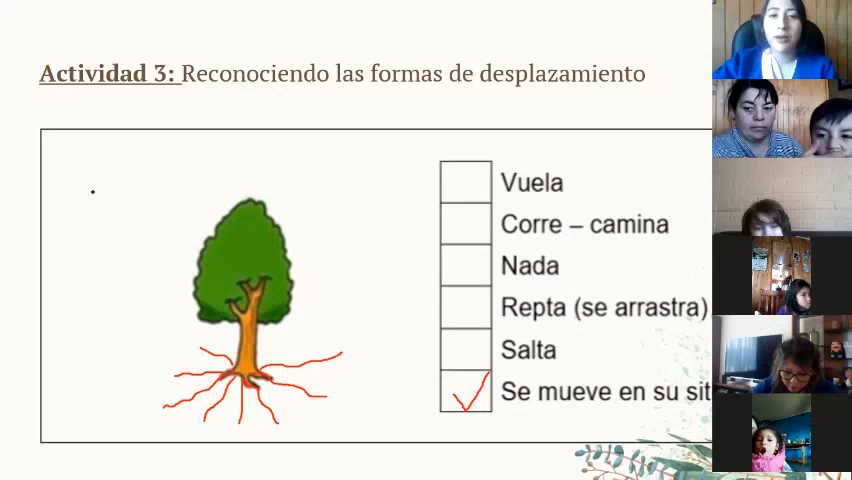 Actividad 3: Reconociendo las formas de desplazamiento
Vuela
Corre – camina
Nada
Repta (se arrastra)
Salta
Se mueve en su sit